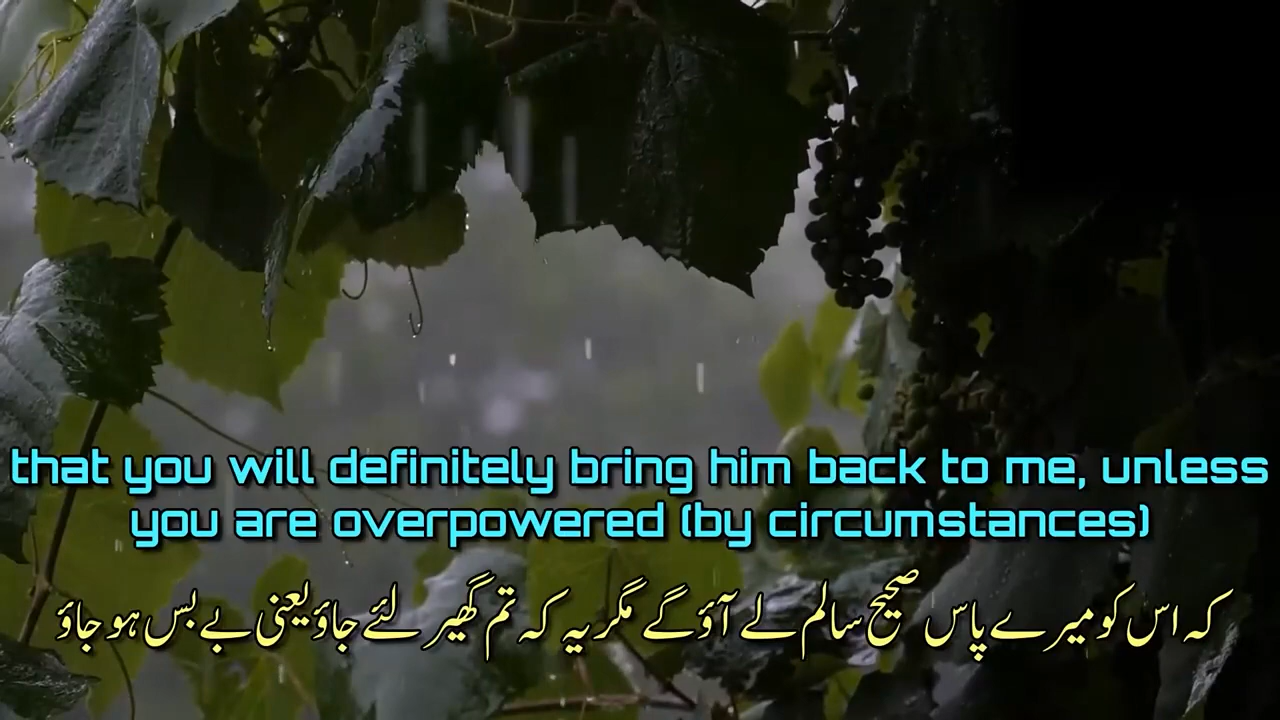 that you will definitely bring him back to me, unless
you are overpowered (by circumstances)
کہ اس کو میرے پاس صحیح سالم لے آؤ گے مگر یہ کہ تم گھیر لئے جاؤ یعنی بے بس ہو جاؤ